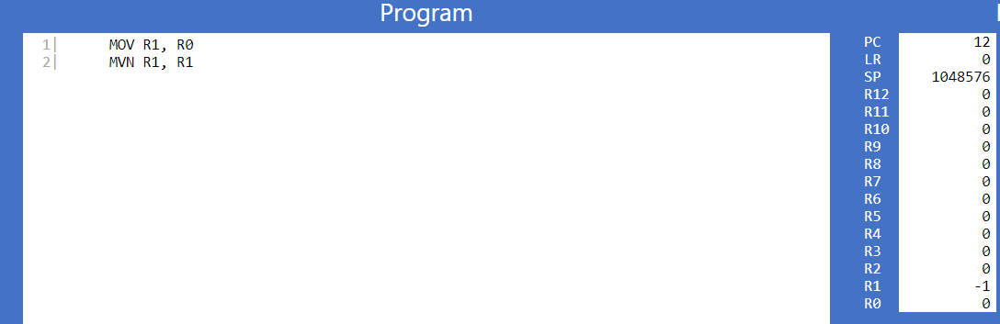 Program
1| MOV R1, R0
2| MVN R1, R1
PC 12
LR 0
SP 1048576
R12 0
R11 0
R10 0
R9 0
R8 0
R7 0
R6 0
R5 0
R4 0
R3 0
R2 0
R1 -1
R0 0